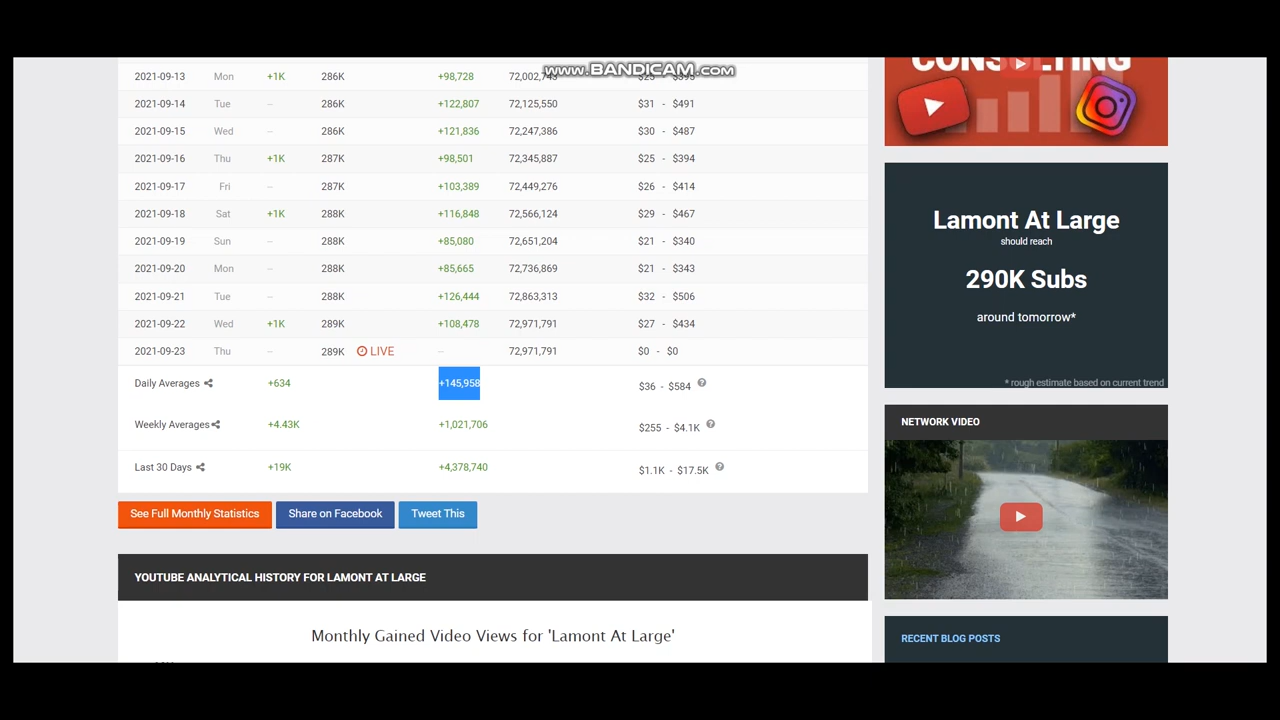 www.BANDICAM.com
2021-09-13 Mon +1K 286K +98,728 72,002,743 $25 - $395
2021-09-14 Tue -- 286K +122,807 72,125,550 $31 - $491
2021-09-15 Wed -- 286K +121,836 72,247,386 $30 - $487
2021-09-16 Thu +1K 287K +98,501 72,345,887 $25 - $394
2021-09-17 Fri -- 287K +103,389 72,449,276 $26 - $414
2021-09-18 Sat +1K 288K +116,848 72,566,124 $29 - $467
2021-09-19 Sun -- 288K +85,080 72,651,204 $21 - $340
2021-09-20 Mon -- 288K +85,665 72,736,869 $21 - $343
2021-09-21 Tue -- 288K +126,444 72,863,313 $32 - $506
2021-09-22 Wed +1K 289K +108,478 72,971,791 $27 - $434
2021-09-23 Thu -- 289K LIVE -- 72,971,791 $0 - $0
Daily Averages +634 +145,958 $36 - $584
Weekly Averages +4.43K +1,021,706 $255 - $4.1K
Last 30 Days +19K +4,378,740 $1.1K - $17.5K
See Full Monthly Statistics Share on Facebook Tweet This
YOUTUBE ANALYTICAL HISTORY FOR LAMONT AT LARGE
Monthly Gained Video Views for 'Lamont At Large'
Lamont At Large
should reach
290K Subs
around tomorrow*
* rough estimate based on current trend
NETWORK VIDEO
RECENT BLOG POSTS